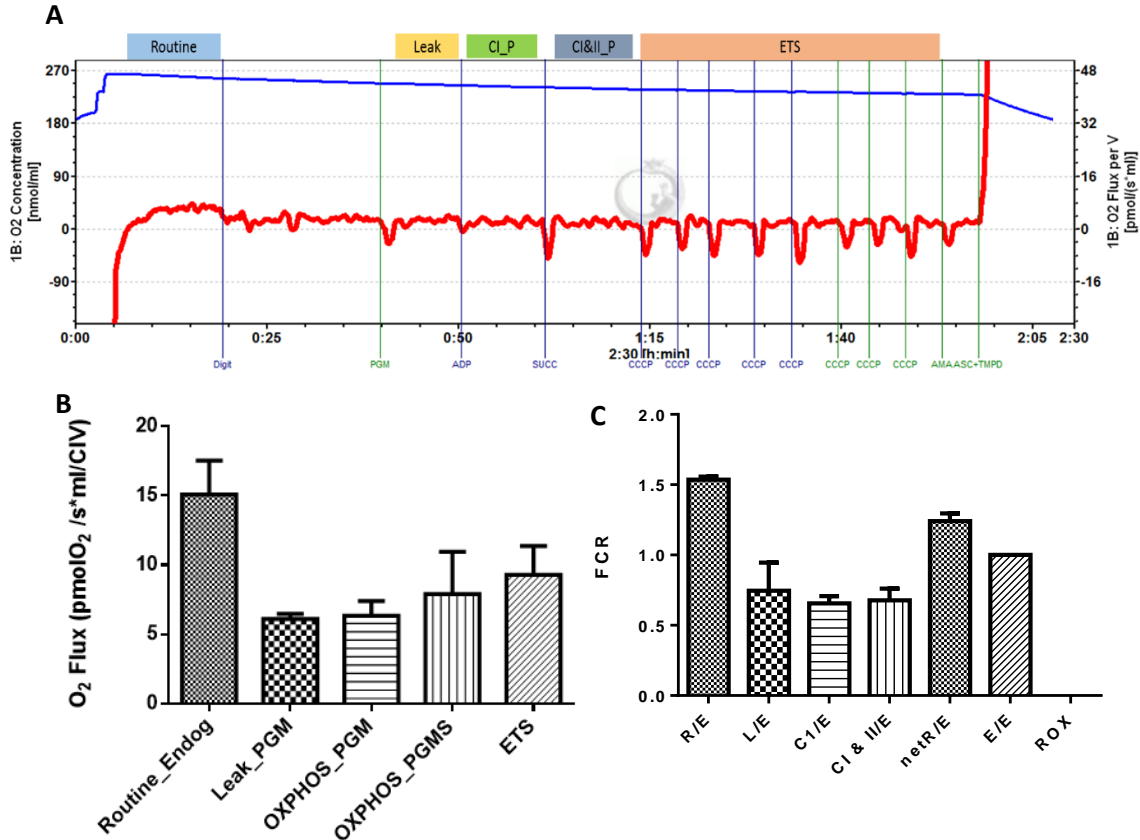 A
Routine
Leak
CI_P
CI&II_P
ETS
270
180
90
0
-90
1B: O2 Concentration
[nmol/ml]
48
32
16
0
-16
1B: O2 Flux per V
[pmol/(s*ml)]
0:00
0:25
0:50
1:15
1:40
2:05
2:30
2:30 [h:min]
Digit
PGM
ADP
SUCC
CCCP
CCCP
CCCP
CCCP
CCCP
CCCP
CCCP
CCCP
AMA
ASC+TMPD
B
O₂ Flux (pmolO₂ /s*ml/CIV)
20
15
10
5
0
Routine_Endog
Leak_PGM
OXPHOS_PGM
OXPHOS_PGMS
ETS
C
FCR
2.0
1.5
1.0
0.5
0.0
R/E
L/E
C1/E
CI & II/E
netR/E
E/E
ROX